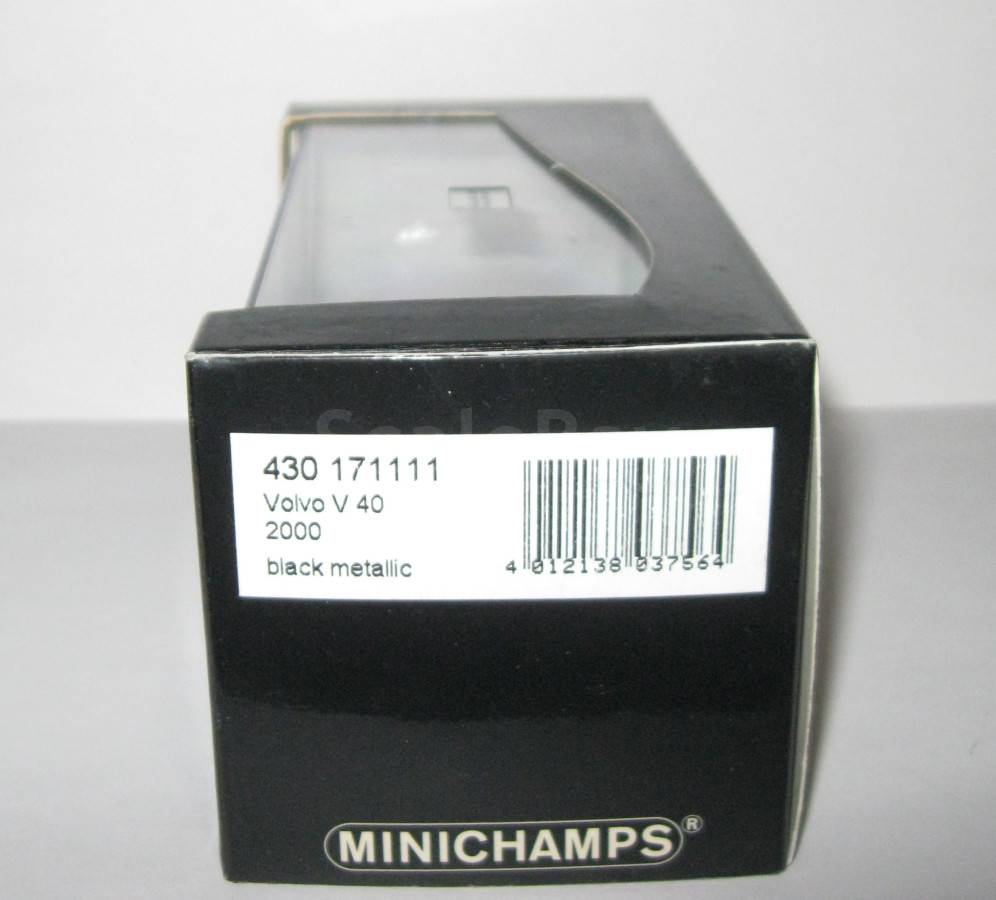 430 171111
Volvo V 40
2000
black metallic
4 012138 037564
MINICHAMPS®